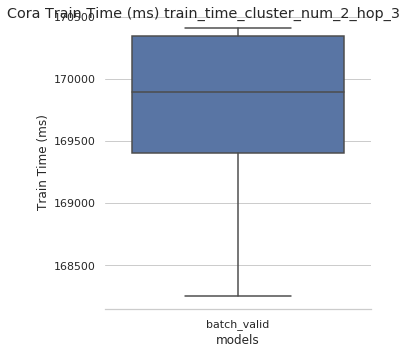 Cora Train Time (ms) train_time_cluster_num_2_hop_3
170500
170000
169500
169000
168500
Train Time (ms)
batch_valid
models